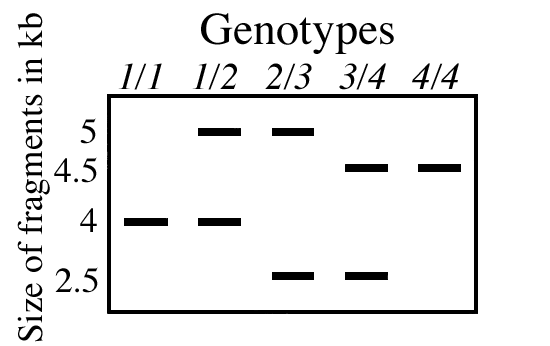 Genotypes
1/1 1/2 2/3 3/4 4/4
Size of fragments in kb
5
4.5
4
2.5